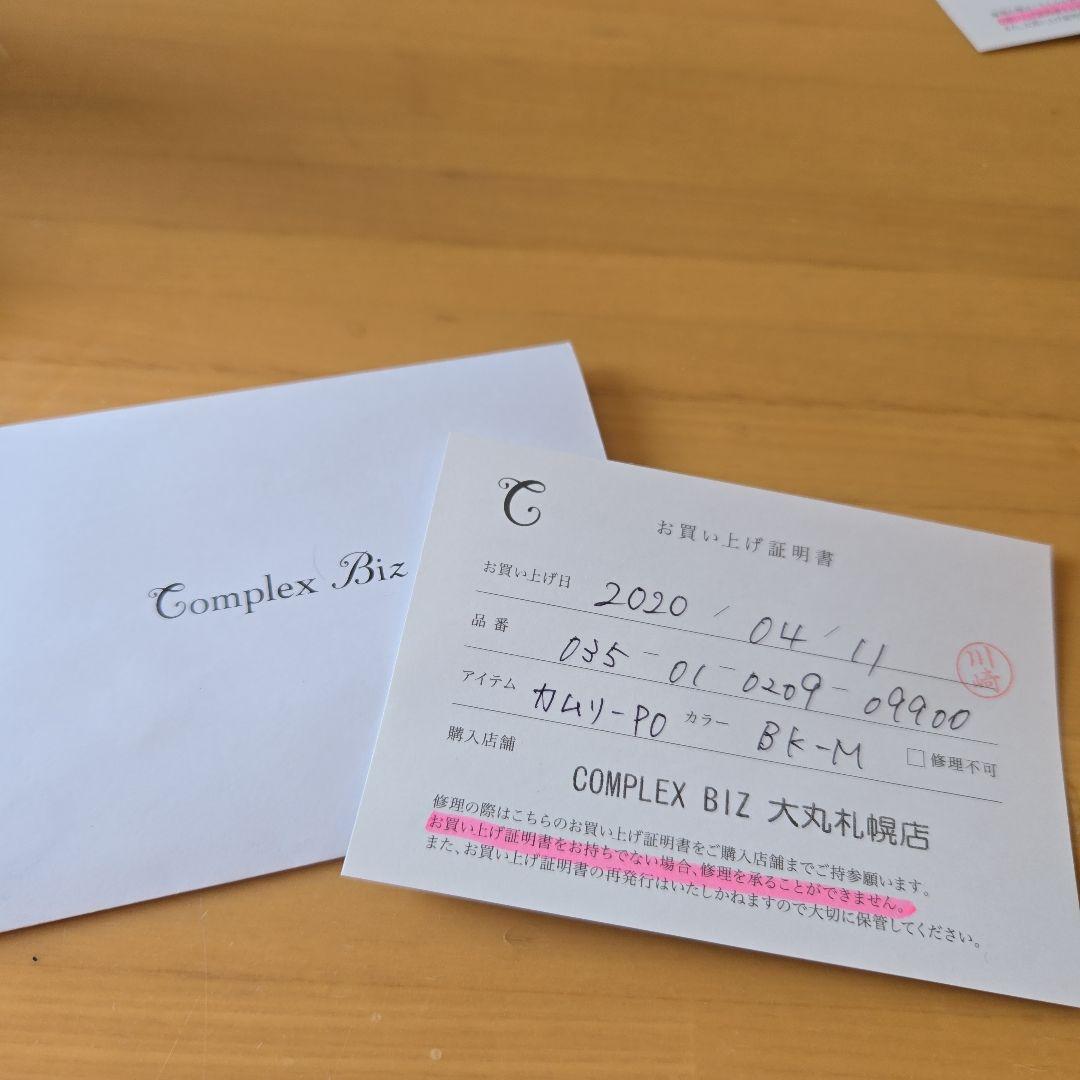 Complex Biz
C
お買い上げ証明書
お買い上げ日 2020 / 04 / 11
品番 035-01-0209-09900
川崎
アイテム カムリーPO カラー BK-M □修理不可
購入店舗 COMPLEX BIZ 大丸札幌店
修理の際はこちらのお買い上げ証明書をご購入店舗までご持参願います。
お買い上げ証明書をお持ちでない場合、修理を承ることができません。
また、お買い上げ証明書の再発行はいたしかねますので大切に保管してください。